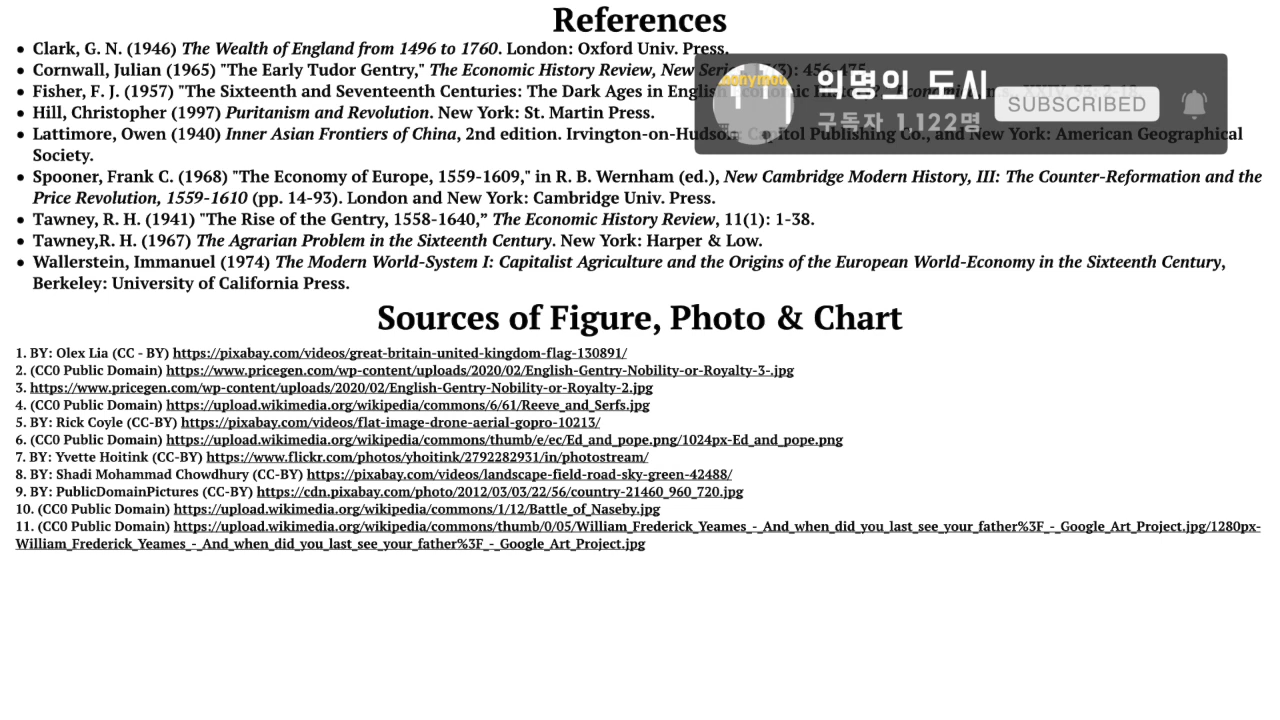 References
• Clark, G. N. (1946) The Wealth of England from 1496 to 1760. London: Oxford Univ. Press.
• Cornwall, Julian (1965) "The Early Tudor Gentry," The Economic History Review, New Series, (3): 456-475.
• Fisher, F. J. (1957) "The Sixteenth and Seventeenth Centuries: The Dark Ages in English Economic History?" Economica, n.s., XXIV, 93: 2-18.
• Hill, Christopher (1997) Puritanism and Revolution. New York: St. Martin Press.
• Lattimore, Owen (1940) Inner Asian Frontiers of China, 2nd edition. Irvington-on-Hudson: Capitol Publishing Co., and New York: American Geographical
Society.
• Spooner, Frank C. (1968) "The Economy of Europe, 1559-1609," in R. B. Wernham (ed.), New Cambridge Modern History, III: The Counter-Reformation and the
Price Revolution, 1559-1610 (pp. 14-93). London and New York: Cambridge Univ. Press.
• Tawney, R. H. (1941) "The Rise of the Gentry, 1558-1640,” The Economic History Review, 11(1): 1-38.
• Tawney,R. H. (1967) The Agrarian Problem in the Sixteenth Century. New York: Harper & Low.
• Wallerstein, Immanuel (1974) The Modern World-System I: Capitalist Agriculture and the Origins of the European World-Economy in the Sixteenth Century,
Berkeley: University of California Press.
익명의 도시
구독자 1,122명
SUBSCRIBED
Sources of Figure, Photo & Chart
1. BY: Olex Lia (CC - BY) https://pixabay.com/videos/great-britain-united-kingdom-flag-130891/
2. (CC0 Public Domain) https://www.pricegen.com/wp-content/uploads/2020/02/English-Gentry-Nobility-or-Royalty-3-.jpg
3. https://www.pricegen.com/wp-content/uploads/2020/02/English-Gentry-Nobility-or-Royalty-2.jpg
4. (CC0 Public Domain) https://upload.wikimedia.org/wikipedia/commons/6/61/Reeve_and_Serfs.jpg
5. BY: Rick Coyle (CC-BY) https://pixabay.com/videos/flat-image-drone-aerial-gopro-10213/
6. (CC0 Public Domain) https://upload.wikimedia.org/wikipedia/commons/thumb/e/ec/Ed_and_pope.png/1024px-Ed_and_pope.png
7. BY: Yvette Hoitink (CC-BY) https://www.flickr.com/photos/yhoitink/2792282931/in/photostream/
8. BY: Shadi Mohammad Chowdhury (CC-BY) https://pixabay.com/videos/landscape-field-road-sky-green-42488/
9. BY: PublicDomainPictures (CC-BY) https://cdn.pixabay.com/photo/2012/03/03/22/56/country-21460_960_720.jpg
10. (CC0 Public Domain) https://upload.wikimedia.org/wikipedia/commons/1/12/Battle_of_Naseby.jpg
11. (CC0 Public Domain) https://upload.wikimedia.org/wikipedia/commons/thumb/0/05/William_Frederick_Yeames_-_And_when_did_you_last_see_your_father%3F_-_Google_Art_Project.jpg/1280px-
William_Frederick_Yeames_-_And_when_did_you_last_see_your_father%3F_-_Google_Art_Project.jpg